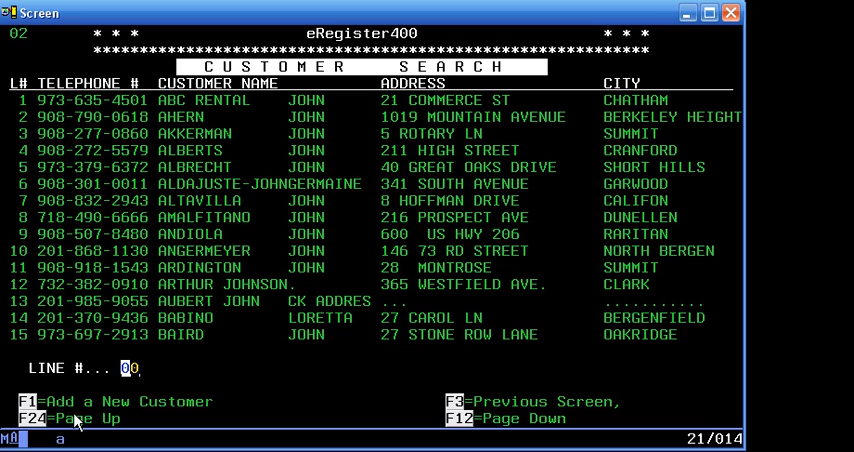 Screen
02 * * * eRegister400 * * *
************************************************************
C U S T O M E R S E A R C H
L# TELEPHONE # CUSTOMER NAME ADDRESS CITY
1 973-635-4501 ABC RENTAL JOHN 21 COMMERCE ST CHATHAM
2 908-790-0618 AHERN JOHN 1019 MOUNTAIN AVENUE BERKELEY HEIGHT
3 908-277-0860 AKKERMAN JOHN 5 ROTARY LN SUMMIT
4 908-272-5579 ALBERTS JOHN 211 HIGH STREET CRANFORD
5 973-379-6372 ALBRECHT JOHN 40 GREAT OAKS DRIVE SHORT HILLS
6 908-301-0011 ALDAJUSTE-JOHNGERMAINE 341 SOUTH AVENUE GARWOOD
7 908-832-2943 ALTAVILLA JOHN 8 HOFFMAN DRIVE CALIFON
8 718-490-6666 AMALFITANO JOHN 216 PROSPECT AVE DUNELLEN
9 908-507-8480 ANDIOLA JOHN 600 US HWY 206 RARITAN
10 201-868-1130 ANGERMEYER JOHN 146 73 RD STREET NORTH BERGEN
11 908-918-1543 ARDINGTON JOHN 28 MONTROSE SUMMIT
12 732-382-0910 ARTHUR JOHNSON. 365 WESTFIELD AVE. CLARK
13 201-985-9055 AUBERT JOHN CK ADDRES ... ...........
14 201-370-9436 BABINO LORETTA 27 CAROL LN BERGENFIELD
15 973-697-2913 BAIRD JOHN 27 STONE ROW LANE OAKRIDGE
LINE #... 00
F1=Add a New Customer F3=Previous Screen,
F24=Page Up F12=Page Down
MA a 21/014